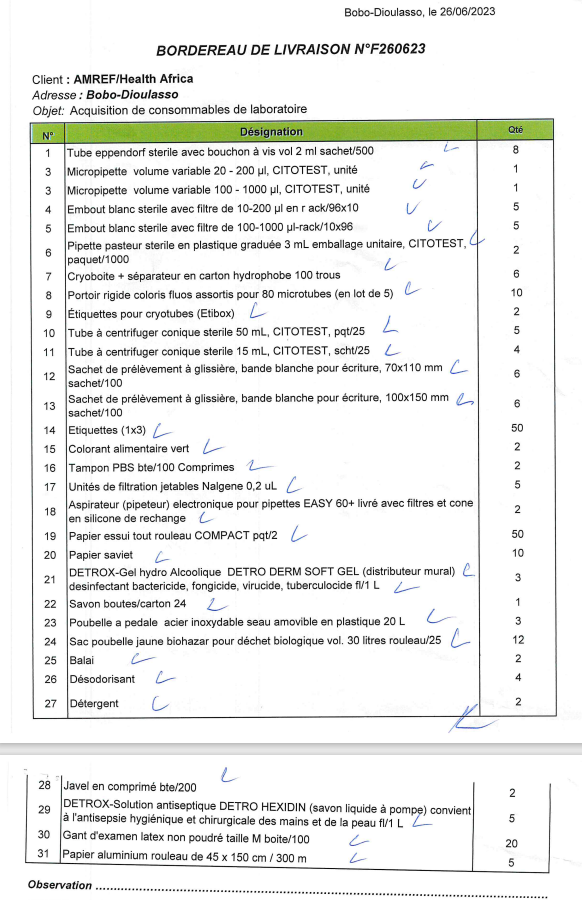 Bobo-Dioulasso, le 26/06/2023
BORDEREAU DE LIVRAISON N°F260623
Client : AMREF/Health Africa
Adresse : Bobo-Dioulasso
Objet: Acquisition de consommables de laboratoire
N° Désignation Qté
1 Tube eppendorf sterile avec bouchon à vis vol 2 ml sachet/500 8
3 Micropipette volume variable 20 - 200 µl, CITOTEST, unité 1
3 Micropipette volume variable 100 - 1000 µl, CITOTEST, unité 1
4 Embout blanc sterile avec filtre de 10-200 µl en r ack/96x10 5
5 Embout blanc sterile avec filtre de 100-1000 µl-rack/10x96 5
6 Pipette pasteur sterile en plastique graduée 3 mL emballage unitaire, CITOTEST, 2
paquet/1000
7 Cryoboite + séparateur en carton hydrophobe 100 trous 6
8 Portoir rigide coloris fluos assortis pour 80 microtubes (en lot de 5) 10
9 Étiquettes pour cryotubes (Etibox) 2
10 Tube à centrifuger conique sterile 50 mL, CITOTEST, pqt/25 5
11 Tube à centrifuger conique sterile 15 mL, CITOTEST, scht/25 4
12 Sachet de prélèvement à glissière, bande blanche pour écriture, 70x110 mm 6
sachet/100
13 Sachet de prélèvement à glissière, bande blanche pour écriture, 100x150 mm 6
sachet/100
14 Etiquettes (1x3) 50
15 Colorant alimentaire vert 2
16 Tampon PBS bte/100 Comprimes 2
17 Unités de filtration jetables Nalgene 0,2 uL 5
18 Aspirateur (pipeteur) electronique pour pipettes EASY 60+ livré avec filtres et cone 2
en silicone de rechange
19 Papier essui tout rouleau COMPACT pqt/2 50
20 Papier saviet 10
21 DETROX-Gel hydro Alcoolique DETRO DERM SOFT GEL (distributeur mural) 3
desinfectant bactericide, fongicide, virucide, tuberculocide fl/1 L
22 Savon boutes/carton 24 1
23 Poubelle a pedale acier inoxydable seau amovible en plastique 20 L 3
24 Sac poubelle jaune biohazar pour déchet biologique vol. 30 litres rouleau/25 12
25 Balai 2
26 Désodorisant 4
27 Détergent 2
28 Javel en comprimé bte/200 2
29 DETROX-Solution antiseptique DETRO HEXIDIN (savon liquide à pompe) convient 5
à l'antisepsie hygiénique et chirurgicale des mains et de la peau fl/1 L
30 Gant d'examen latex non poudré taille M boite/100 20
31 Papier aluminium rouleau de 45 x 150 cm / 300 m 5
Observation ........................................................................